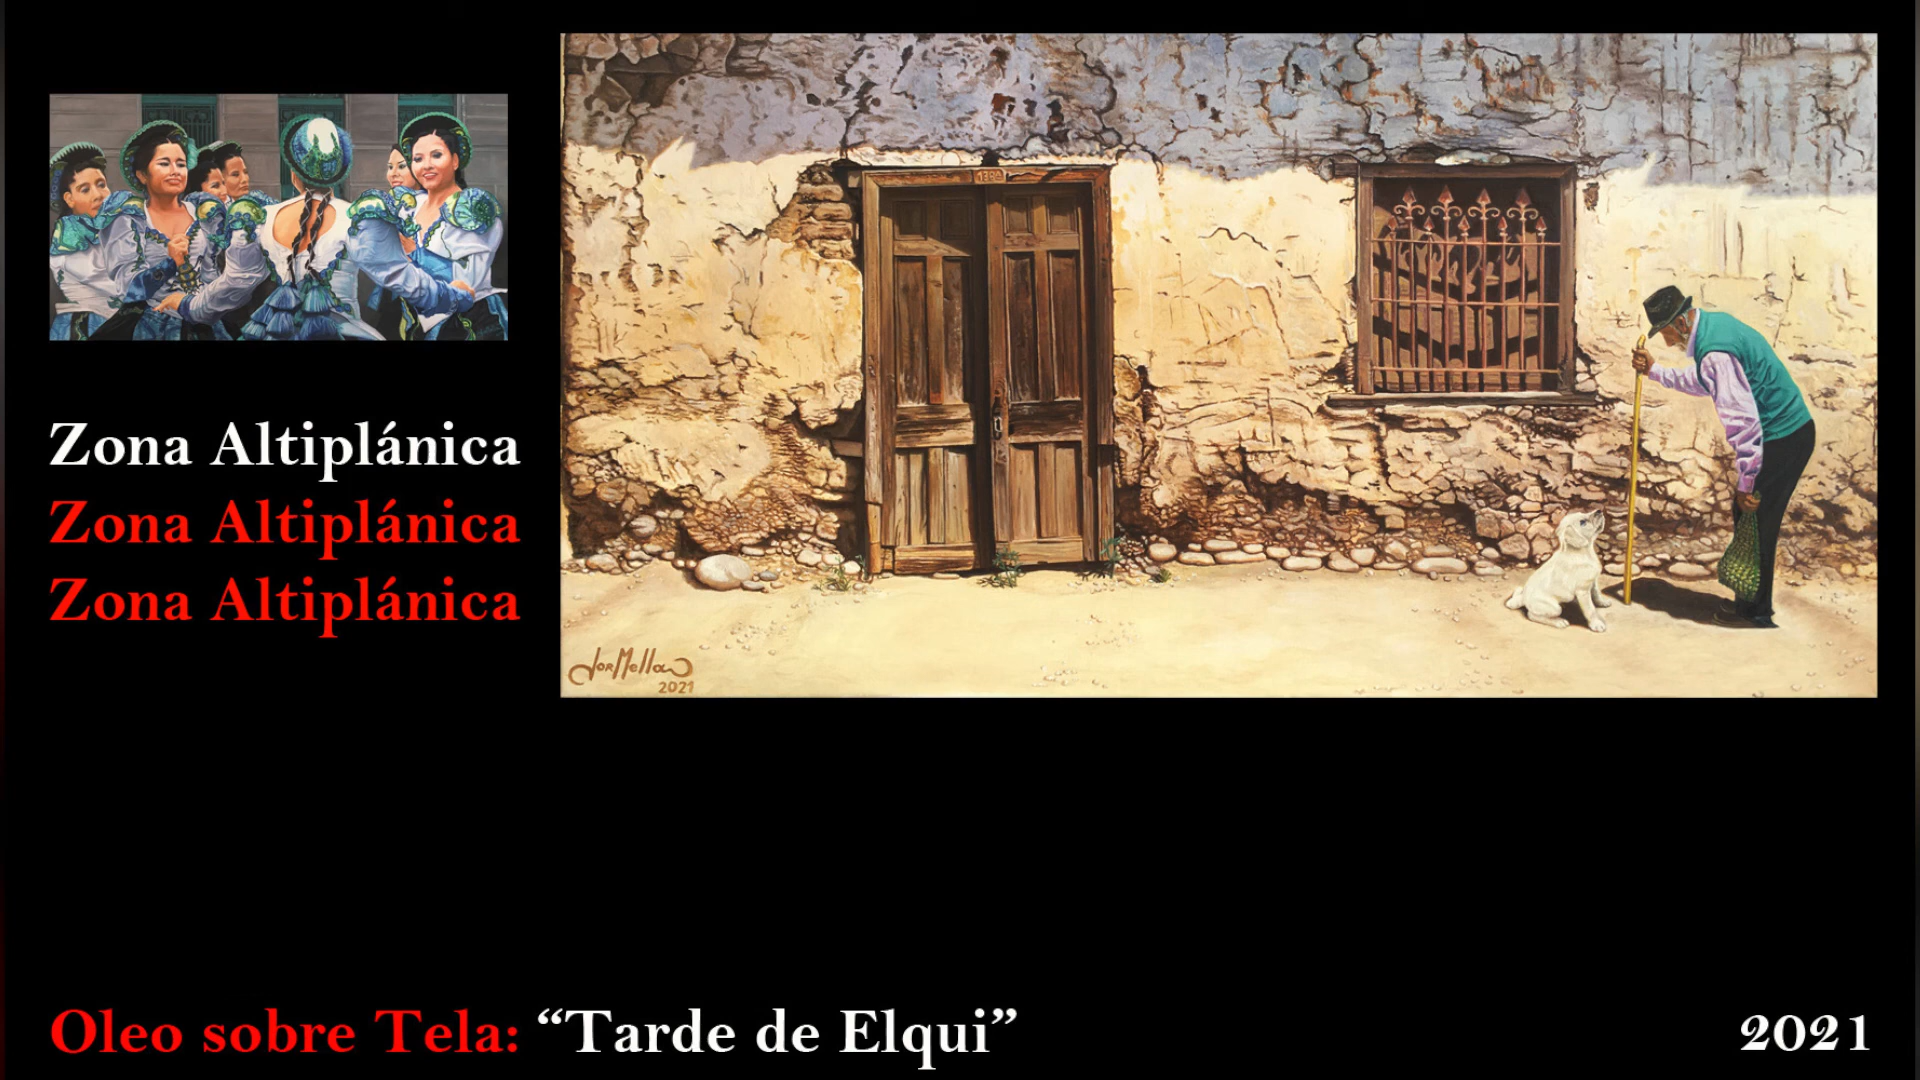 Zona Altiplánica
Zona Altiplánica
Zona Altiplánica
JorMella
2021
Oleo sobre Tela: “Tarde de Elqui”
2021